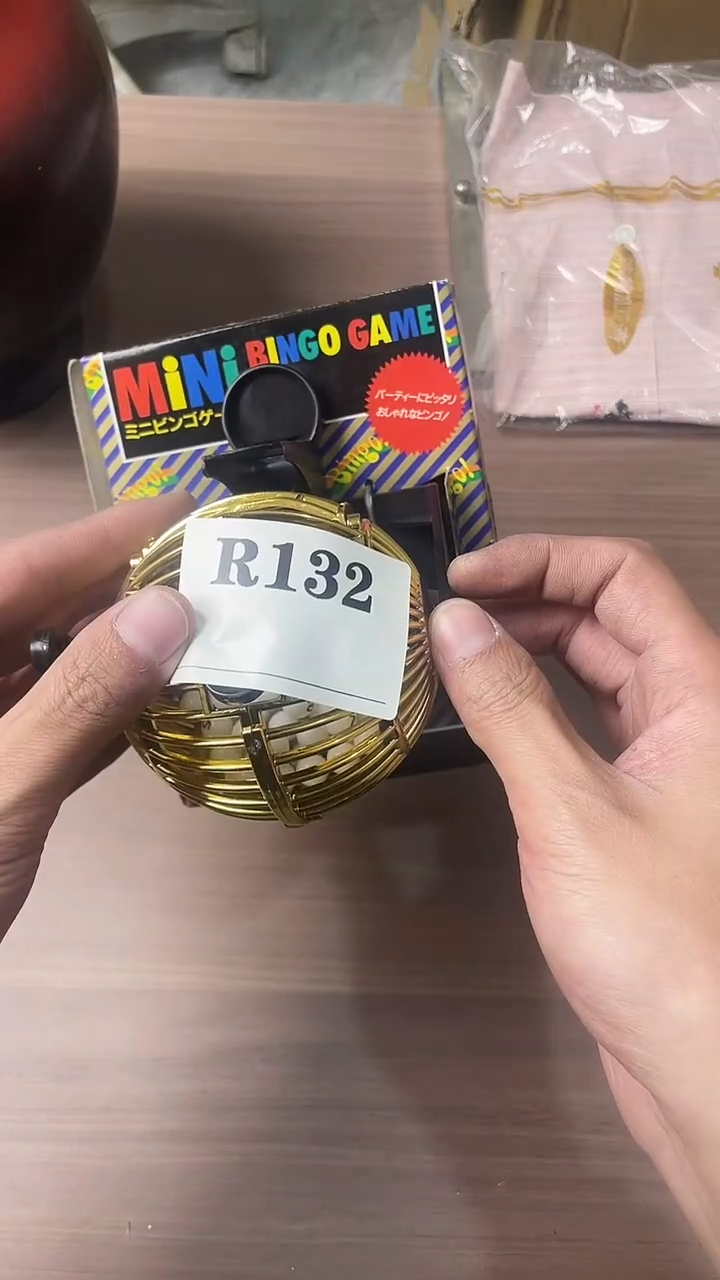 MiNi BINGO GAME
ミニビンゴゲー
パーティーにピッタリ
おしゃれなビンゴ!
Bingo!
R132